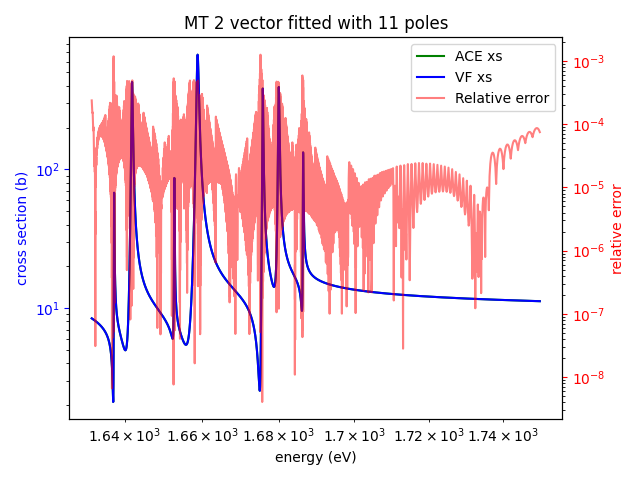 MT 2 vector fitted with 11 poles
ACE xs
VF xs
Relative error
cross section (b)
10²
10¹
relative error
10⁻³
10⁻⁴
10⁻⁵
10⁻⁶
10⁻⁷
10⁻⁸
1.64 × 10³ 1.66 × 10³ 1.68 × 10³ 1.7 × 10³ 1.72 × 10³ 1.74 × 10³
energy (eV)